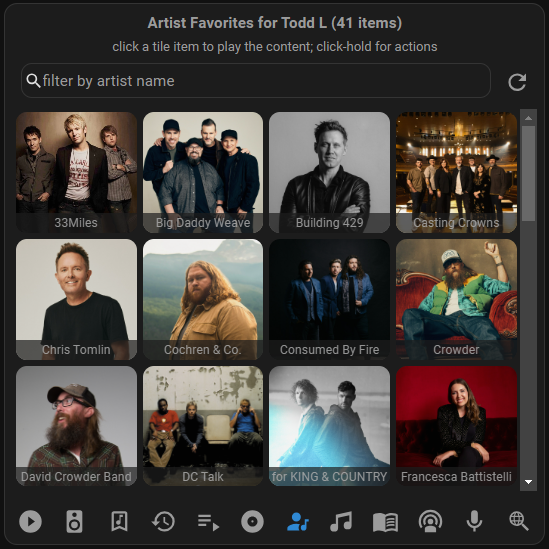 Artist Favorites for Todd L (41 items)
click a tile item to play the content; click-hold for actions
filter by artist name
33Miles
Big Daddy Weave
Building 429
Casting Crowns
Chris Tomlin
Cochren & Co.
Consumed By Fire
Crowder
David Crowder Band
DC Talk
for KING & COUNTRY
Francesca Battistelli